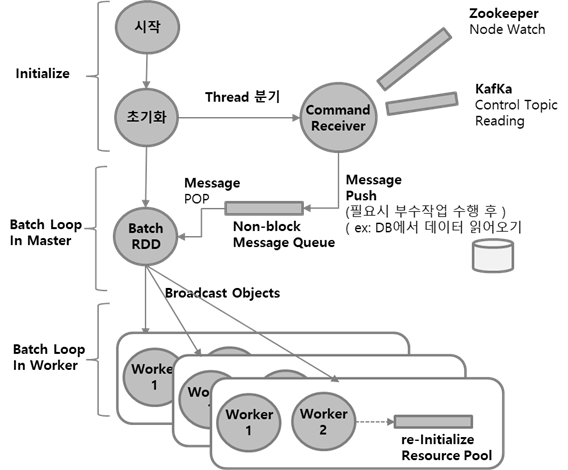 시작
Initialize
초기화
Thread 분기
Command
Receiver
Zookeeper
Node Watch
KafKa
Control Topic
Reading
Batch Loop
In Master
Batch
RDD
Message
POP
Non-block
Message Queue
Message
Push
(필요시 부수작업 수행 후 )
( ex: DB에서 데이터 읽어오기
Broadcast Objects
Batch Loop
In Worker
Worker
1
Worker
Worker
1
Worker
2
re-Initialize
Resource Pool